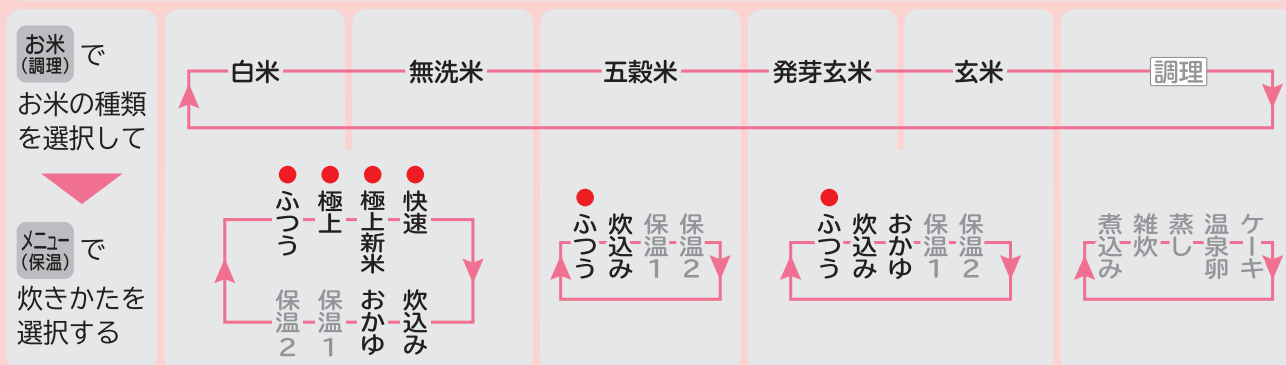 お米
(調理) で
お米の種類
を選択して
メニュー
(保温) で
炊きかたを
選択する
白米 無洗米 五穀米 発芽玄米 玄米 調理
ふつう
極上
極上新米
快速
炊込み
おかゆ
保温1
保温2
ふつう
炊込み
保温1
保温2
ふつう
炊込み
おかゆ
保温1
保温2
煮込み
雑炊
蒸し
温泉卵
ケーキ